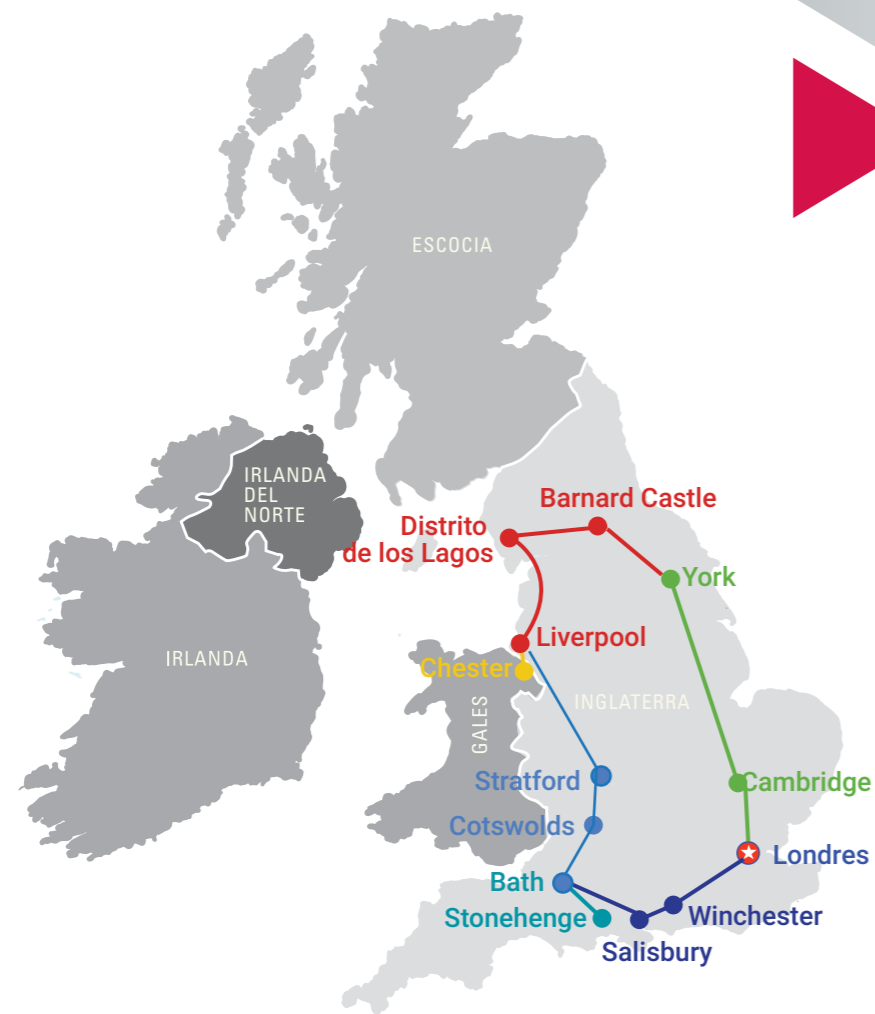 ESCOCIA
IRLANDA
DEL
NORTE
Barnard Castle
Distrito
de los Lagos
York
Liverpool
IRLANDA
Chester
GALES
INGLATERRA
Stratford
Cambridge
Cotswolds
Londres
Bath
Stonehenge
Winchester
Salisbury